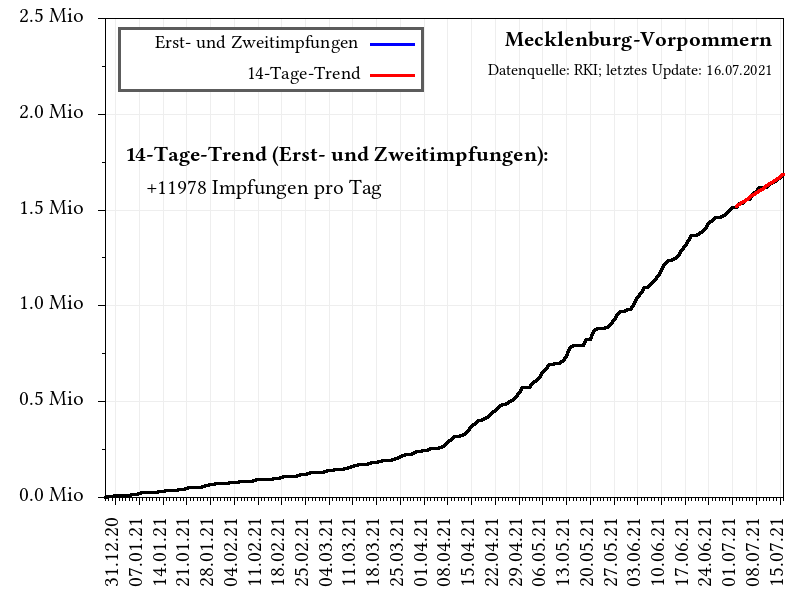 2.5 Mio
2.0 Mio
1.5 Mio
1.0 Mio
0.5 Mio
0.0 Mio
Erst- und Zweitimpfungen
14-Tage-Trend
Mecklenburg-Vorpommern
Datenquelle: RKI; letztes Update: 16.07.2021
14-Tage-Trend (Erst- und Zweitimpfungen):
+11978 Impfungen pro Tag
31.12.20
07.01.21
14.01.21
21.01.21
28.01.21
04.02.21
11.02.21
18.02.21
25.02.21
04.03.21
11.03.21
18.03.21
25.03.21
01.04.21
08.04.21
15.04.21
22.04.21
29.04.21
06.05.21
13.05.21
20.05.21
27.05.21
03.06.21
10.06.21
17.06.21
24.06.21
01.07.21
08.07.21
15.07.21